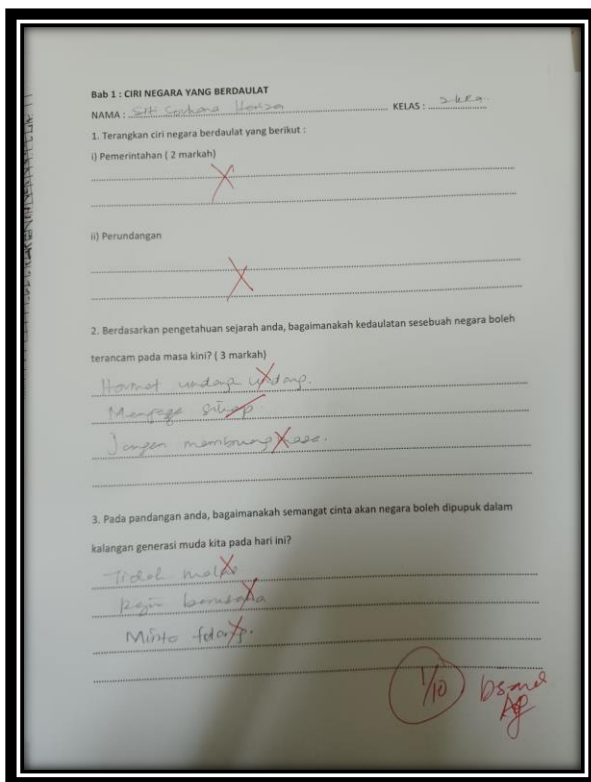 Bab 1 : CIRI NEGARA YANG BERDAULAT
NAMA : Siti
KELAS :
1. Terangkan ciri negara berdaulat yang berikut :
i) Pemerintahan ( 2 markah)
ii) Perundangan
2. Berdasarkan pengetahuan sejarah anda, bagaimanakah kedaulatan sesebuah negara boleh
terancam pada masa kini? ( 3 markah)
Hormat undang undang.
Menjaga
Jangan membuang
3. Pada pandangan anda, bagaimanakah semangat cinta akan negara boleh dipupuk dalam
kalangan generasi muda kita pada hari ini?
Tidak
Rajin berusaha
1/10